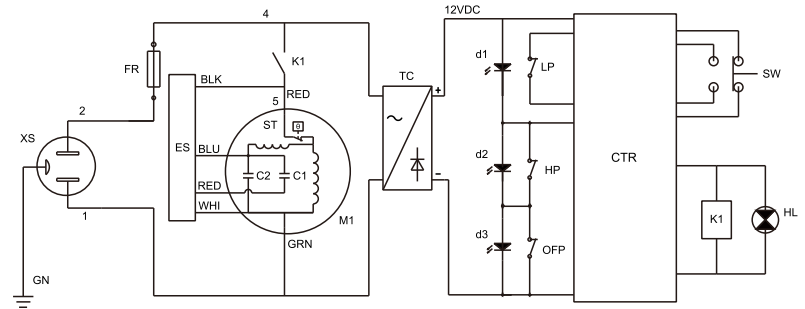 4
12VDC
FR
K1
d1
LP
SW
BLK
RED
TC
5
+
2
ST
θ
XS
ES
BLU
d2
CTR
C2
C1
HP
RED
-
WHI
M1
K1
HL
1
GRN
d3
OFP
GN